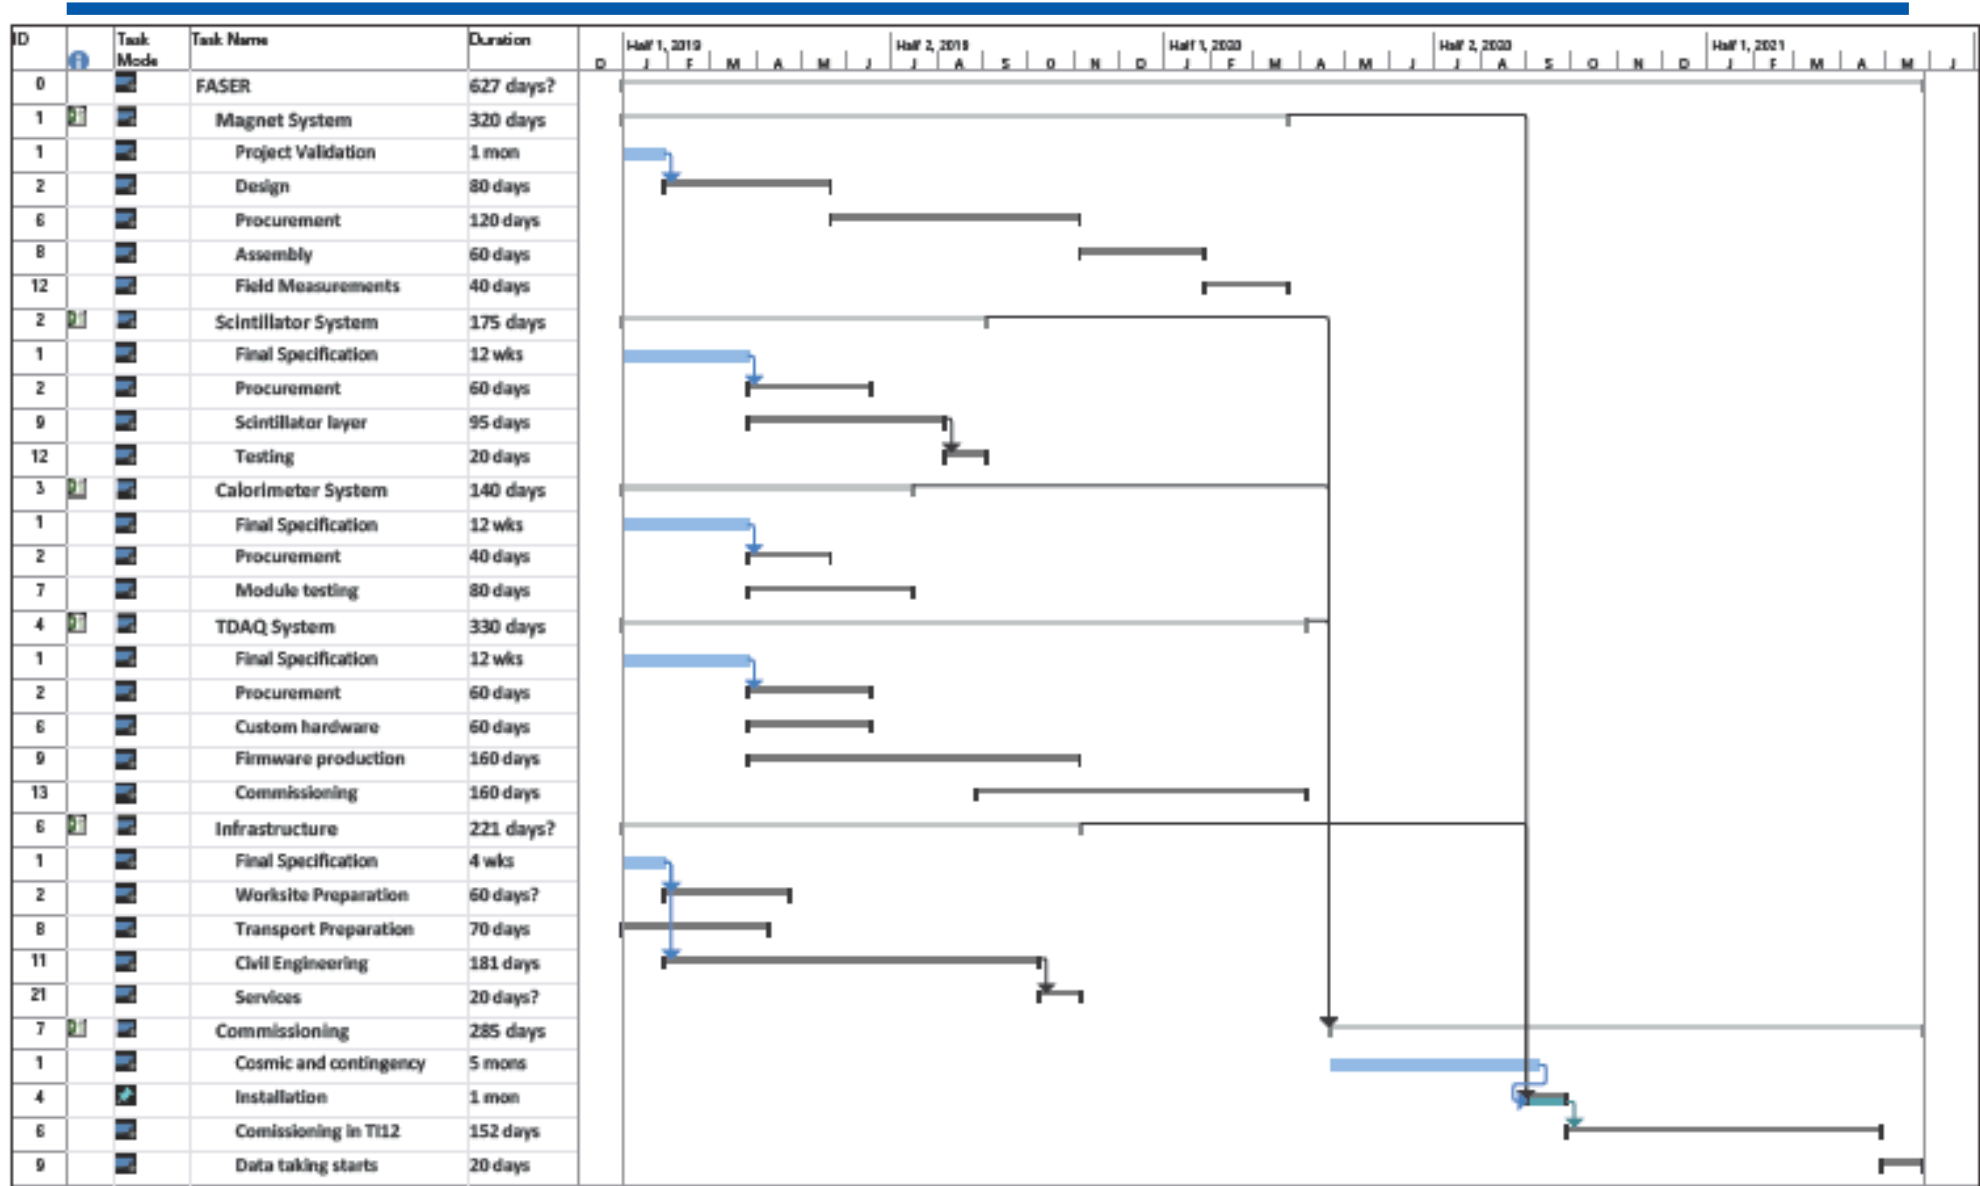 ID Task Mode Task Name Duration
Half 1, 2019 Half 2, 2019 Half 1, 2020 Half 2, 2020 Half 1, 2021
D J F M A M J J A S O N D J F M A M J J A S O N D J F M A M J
0 FASER 627 days?
1 Magnet System 320 days
1 Project Validation 1 mon
2 Design 80 days
6 Procurement 120 days
8 Assembly 60 days
12 Field Measurements 40 days
2 Scintillator System 175 days
1 Final Specification 12 wks
2 Procurement 60 days
9 Scintillator layer 95 days
12 Testing 20 days
3 Calorimeter System 140 days
1 Final Specification 12 wks
2 Procurement 40 days
7 Module testing 80 days
4 TDAQ System 330 days
1 Final Specification 12 wks
2 Procurement 60 days
6 Custom hardware 60 days
9 Firmware production 160 days
13 Commissioning 160 days
6 Infrastructure 221 days?
1 Final Specification 4 wks
2 Worksite Preparation 60 days?
8 Transport Preparation 70 days
11 Civil Engineering 181 days
21 Services 20 days?
7 Commissioning 285 days
1 Cosmic and contingency 5 mons
4 Installation 1 mon
6 Comissioning in TI12 152 days
9 Data taking starts 20 days